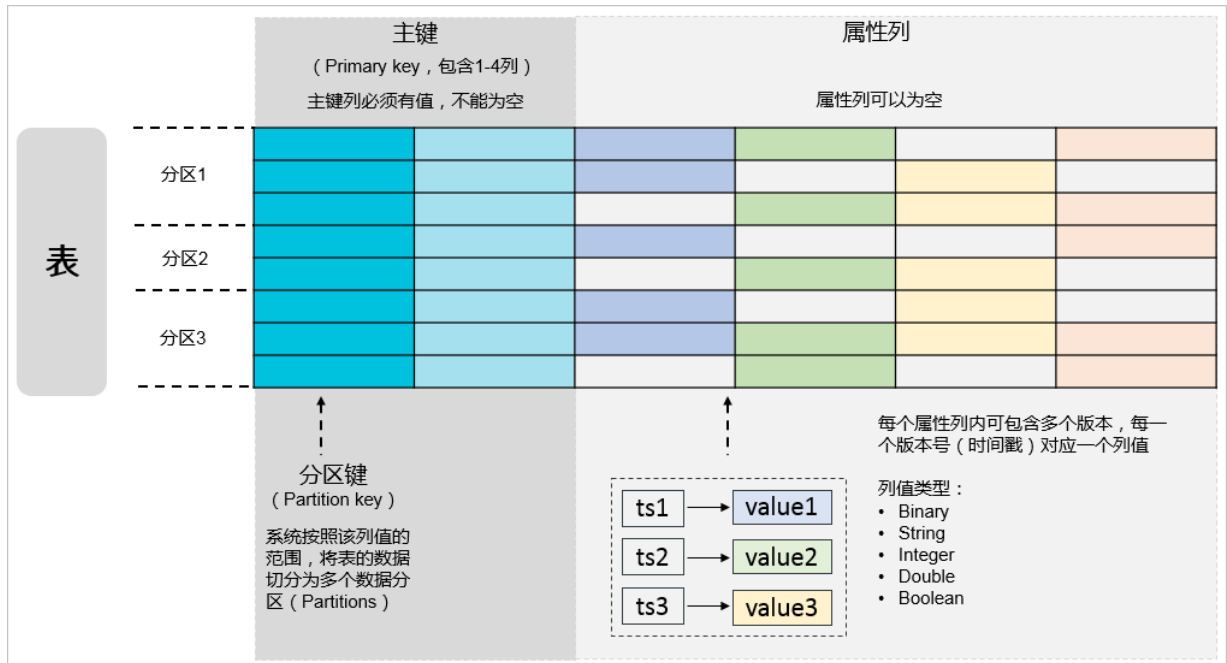 主键
（Primary key，包含1-4列）
主键列必须有值，不能为空
属性列
属性列可以为空
表
分区1
分区2
分区3
分区键
（Partition key）
系统按照该列值的
范围，将表的数据
切分为多个数据分
区（Partitions）
ts1
value1
ts2
value2
ts3
value3
每个属性列内可包含多个版本，每一
个版本号（时间戳）对应一个列值
列值类型：
• Binary
• String
• Integer
• Double
• Boolean